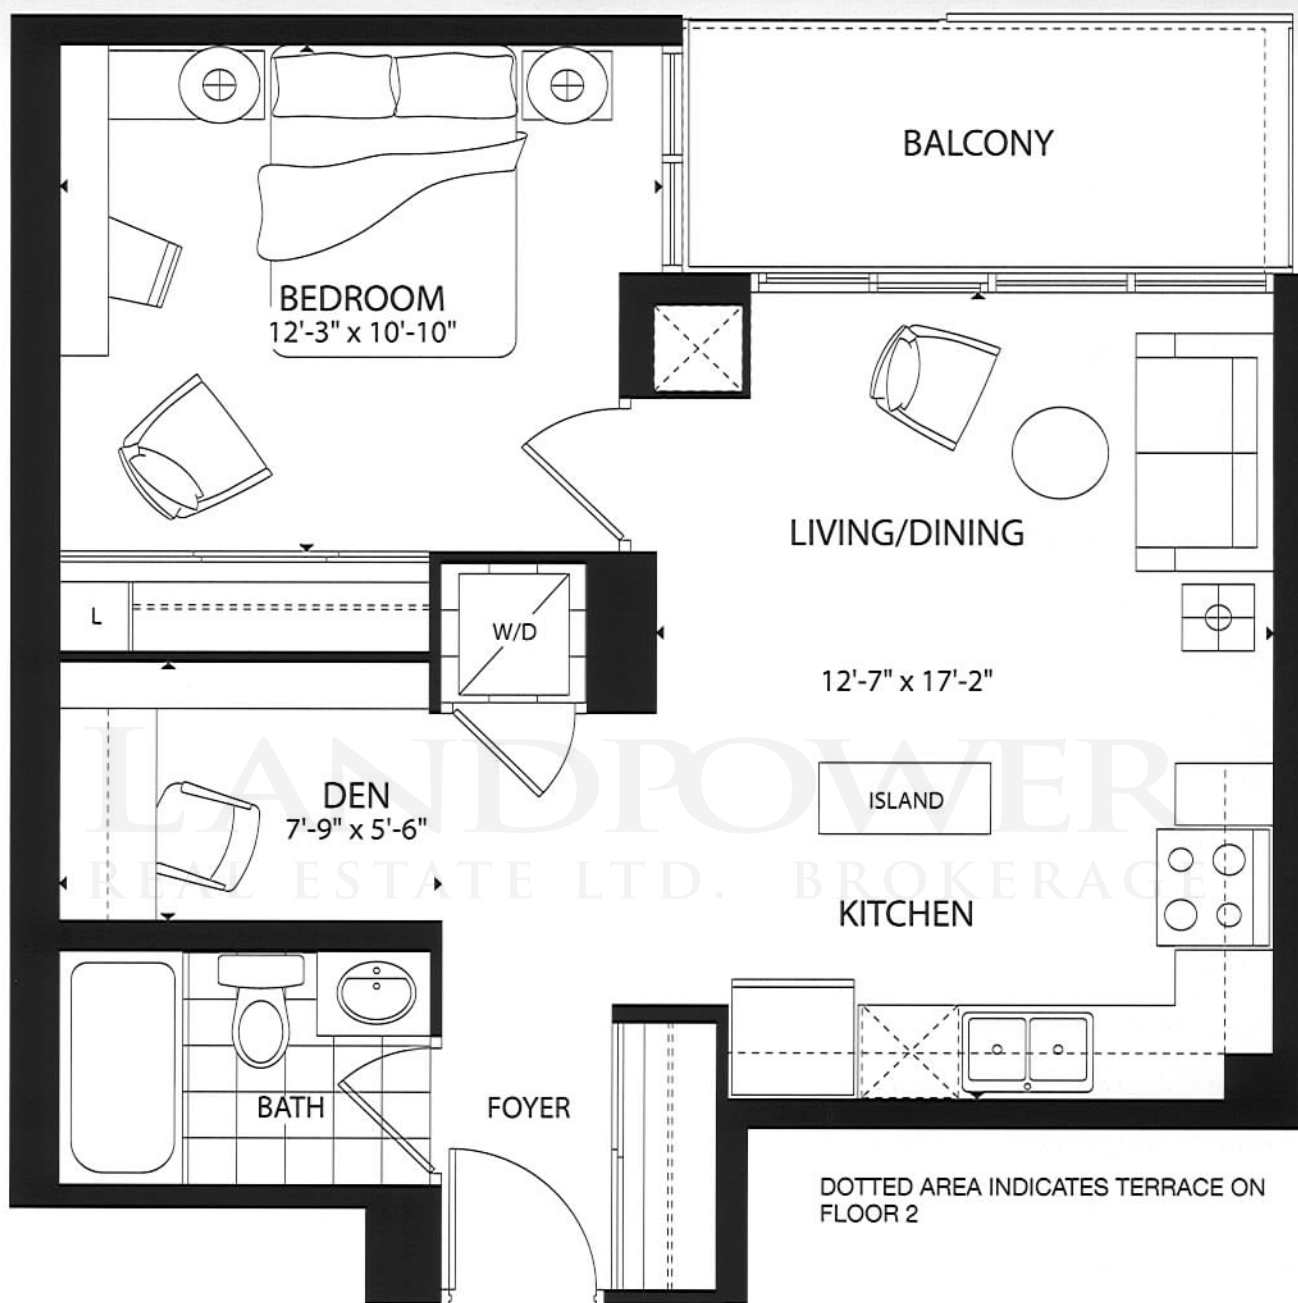 BALCONY
BEDROOM
12'-3" x 10'-10"
LIVING/DINING
L
W/D
12'-7" x 17'-2"
LANDPOWER
REAL ESTATE LTD. BROKERAGE
DEN
7'-9" x 5'-6"
ISLAND
KITCHEN
BATH
FOYER
DOTTED AREA INDICATES TERRACE ON
FLOOR 2